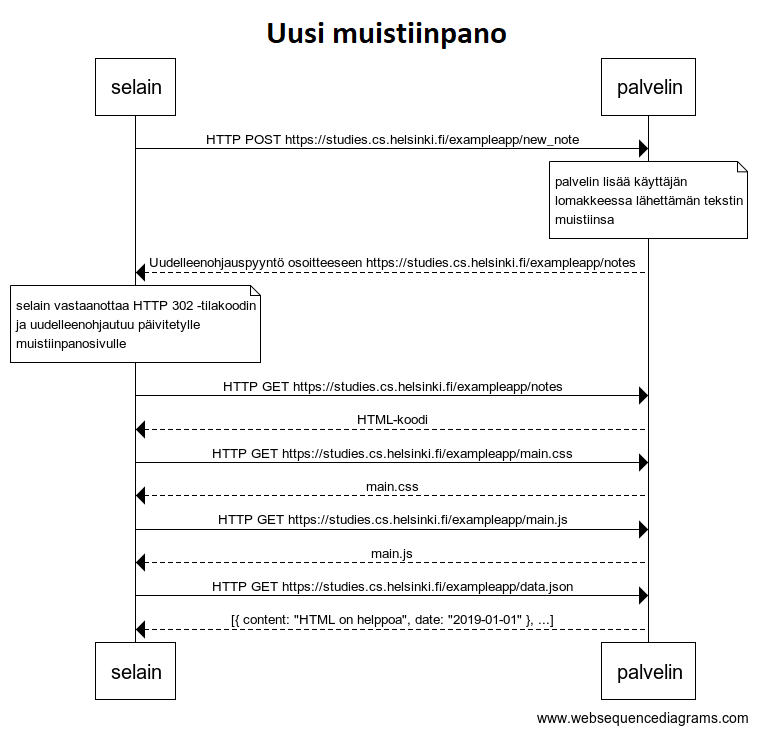 Uusi muistiinpano
selain
palvelin
HTTP POST https://studies.cs.helsinki.fi/exampleapp/new_note
palvelin lisää käyttäjän
lomakkeessa lähettämän tekstin
muistiinsa
Uudelleenohjauspyyntö osoitteeseen https://studies.cs.helsinki.fi/exampleapp/notes
selain vastaanottaa HTTP 302 -tilakoodin
ja uudelleenohjautuu päivitetylle
muistiinpanosivulle
HTTP GET https://studies.cs.helsinki.fi/exampleapp/notes
HTML-koodi
HTTP GET https://studies.cs.helsinki.fi/exampleapp/main.css
main.css
HTTP GET https://studies.cs.helsinki.fi/exampleapp/main.js
main.js
HTTP GET https://studies.cs.helsinki.fi/exampleapp/data.json
[{ content: "HTML on helppoa", date: "2019-01-01" }, ...]
selain
palvelin
www.websequencediagrams.com